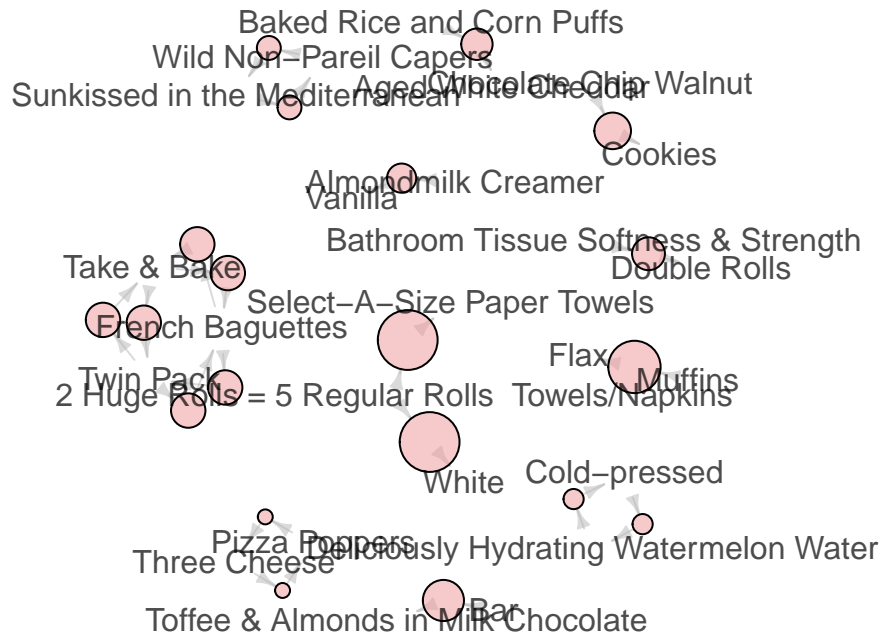 Baked Rice and Corn Puffs
Wild Non−Pareil Capers
Aged White Cheddar
Chocolate Chip Walnut
Sunkissed in the Mediterranean
Cookies
Almondmilk Creamer
Vanilla
Bathroom Tissue Softness & Strength
Double Rolls
Take & Bake
Select−A−Size Paper Towels
French Baguettes
Flax
Twin Pack
Muffins
2 Huge Rolls = 5 Regular Rolls
Towels/Napkins
Cold−pressed
White
Pizza Poppers
Deliciously Hydrating Watermelon Water
Three Cheese
Bar
Toffee & Almonds in Milk Chocolate